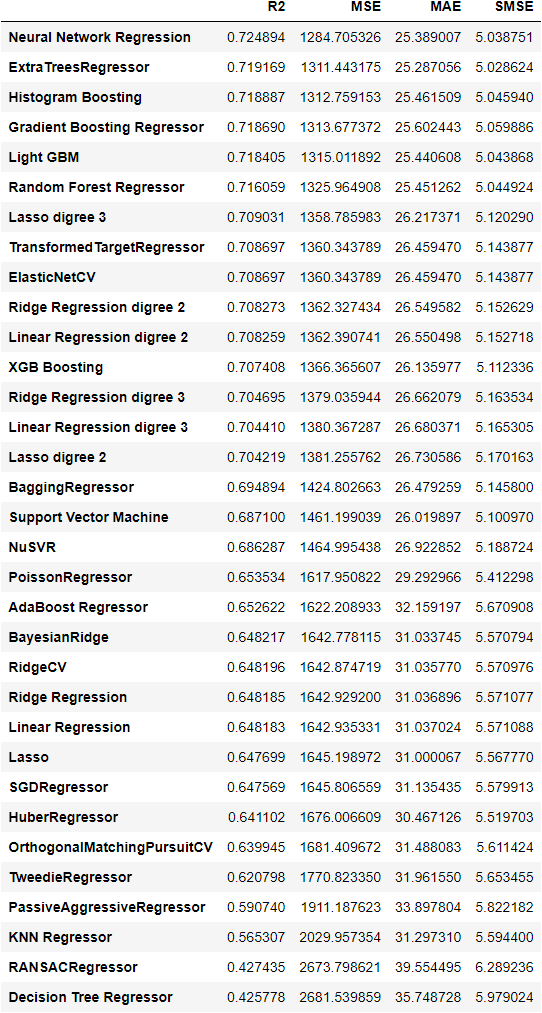 R2 MSE MAE SMSE
Neural Network Regression 0.724894 1284.705326 25.389007 5.038751
ExtraTreesRegressor 0.719169 1311.443175 25.287056 5.028624
Histogram Boosting 0.718887 1312.759153 25.461509 5.045940
Gradient Boosting Regressor 0.718690 1313.677372 25.602443 5.059886
Light GBM 0.718405 1315.011892 25.440608 5.043868
Random Forest Regressor 0.716059 1325.964908 25.451262 5.044924
Lasso digree 3 0.709031 1358.785983 26.217371 5.120290
TransformedTargetRegressor 0.708697 1360.343789 26.459470 5.143877
ElasticNetCV 0.708697 1360.343789 26.459470 5.143877
Ridge Regression digree 2 0.708273 1362.327434 26.549582 5.152629
Linear Regression digree 2 0.708259 1362.390741 26.550498 5.152718
XGB Boosting 0.707408 1366.365607 26.135977 5.112336
Ridge Regression digree 3 0.704695 1379.035944 26.662079 5.163534
Linear Regression digree 3 0.704410 1380.367287 26.680371 5.165305
Lasso digree 2 0.704219 1381.255762 26.730586 5.170163
BaggingRegressor 0.694894 1424.802663 26.479259 5.145800
Support Vector Machine 0.687100 1461.199039 26.019897 5.100970
NuSVR 0.686287 1464.995438 26.922852 5.188724
PoissonRegressor 0.653534 1617.950822 29.292966 5.412298
AdaBoost Regressor 0.652622 1622.208933 32.159197 5.670908
BayesianRidge 0.648217 1642.778115 31.033745 5.570794
RidgeCV 0.648196 1642.874719 31.035770 5.570976
Ridge Regression 0.648185 1642.929200 31.036896 5.571077
Linear Regression 0.648183 1642.935331 31.037024 5.571088
Lasso 0.647699 1645.198972 31.000067 5.567770
SGDRegressor 0.647569 1645.806559 31.135435 5.579913
HuberRegressor 0.641102 1676.006609 30.467126 5.519703
OrthogonalMatchingPursuitCV 0.639945 1681.409672 31.488083 5.611424
TweedieRegressor 0.620798 1770.823350 31.961550 5.653455
PassiveAggressiveRegressor 0.590740 1911.187623 33.897804 5.822182
KNN Regressor 0.565307 2029.957354 31.297310 5.594400
RANSACRegressor 0.427435 2673.798621 39.554495 6.289236
Decision Tree Regressor 0.425778 2681.539859 35.748728 5.979024